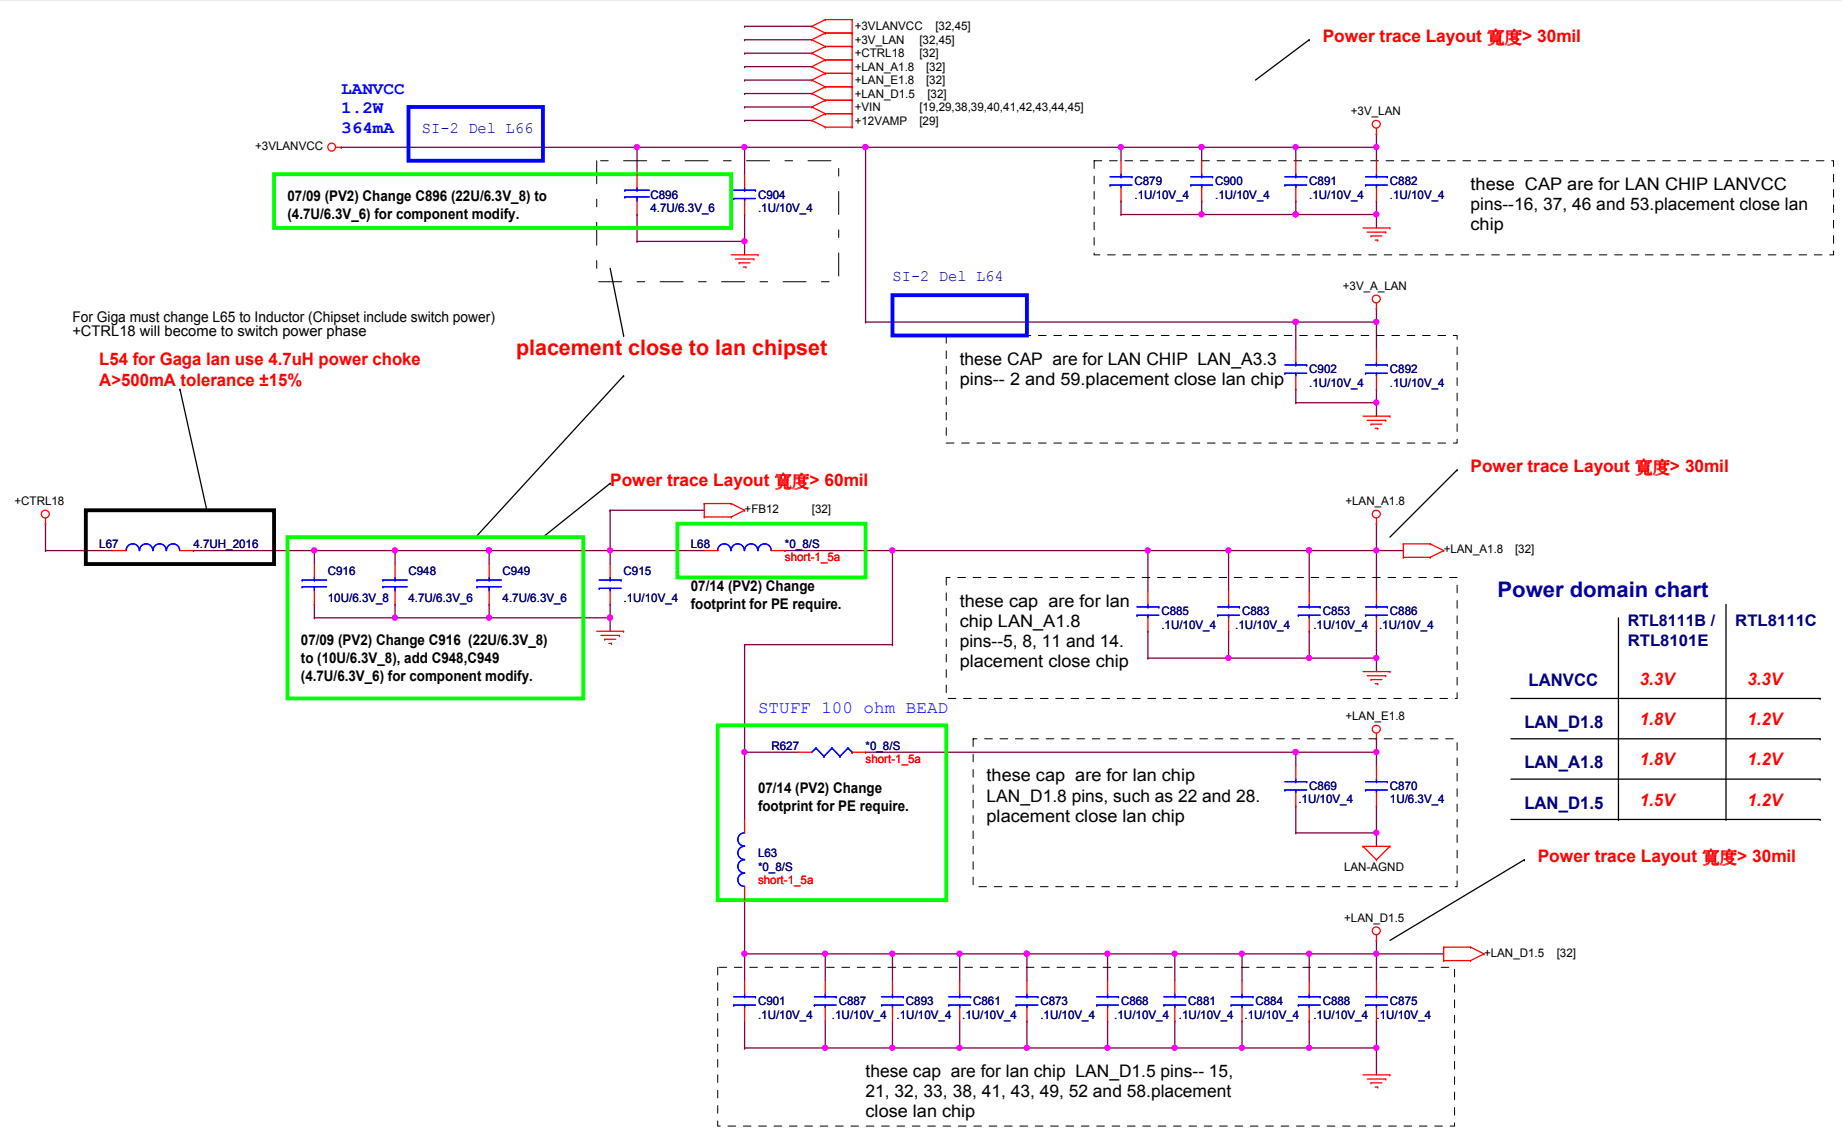 +3VLANVCC [32,45]
+3V_LAN [32,45]
+CTRL18 [32]
+LAN_A1.8 [32]
+LAN_E1.8 [32]
+LAN_D1.5 [32]
+VIN [19,29,38,39,40,41,42,43,44,45]
+12VAMP [29]
Power trace Layout 寬度> 30mil
LANVCC
1.2W
364mA
SI-2 Del L66
+3VLANVCC
+3V_LAN
07/09 (PV2) Change C896 (22U/6.3V_8) to
(4.7U/6.3V_6) for component modify.
C896
4.7U/6.3V_6
C904
.1U/10V_4
C879
.1U/10V_4
C900
.1U/10V_4
C891
.1U/10V_4
C882
.1U/10V_4
these CAP are for LAN CHIP LANVCC
pins--16, 37, 46 and 53.placement close lan
chip
SI-2 Del L64
+3V_A_LAN
these CAP are for LAN CHIP LAN_A3.3
pins-- 2 and 59.placement close lan chip
C902
.1U/10V_4
C892
.1U/10V_4
For Giga must change L65 to Inductor (Chipset include switch power)
+CTRL18 will become to switch power phase
L54 for Gaga lan use 4.7uH power choke
A>500mA tolerance ±15%
placement close to lan chipset
Power trace Layout 寬度> 60mil
Power trace Layout 寬度> 30mil
+CTRL18
L67
4.7UH_2016
+FB12 [32]
L68
*0_8/S
short-1_5a
+LAN_A1.8
+LAN_A1.8 [32]
C916
10U/6.3V_8
C948
4.7U/6.3V_6
C949
4.7U/6.3V_6
C915
.1U/10V_4
07/14 (PV2) Change
footprint for PE require.
07/09 (PV2) Change C916 (22U/6.3V_8)
to (10U/6.3V_8), add C948,C949
(4.7U/6.3V_6) for component modify.
these cap are for lan
chip LAN_A1.8
pins--5, 8, 11 and 14.
placement close chip
C885
.1U/10V_4
C883
.1U/10V_4
C853
.1U/10V_4
C886
.1U/10V_4
Power domain chart
RTL8111B /
RTL8101E
RTL8111C
LANVCC 3.3V 3.3V
LAN_D1.8 1.8V 1.2V
LAN_A1.8 1.8V 1.2V
LAN_D1.5 1.5V 1.2V
STUFF 100 ohm BEAD
R627
*0_8/S
short-1_5a
07/14 (PV2) Change
footprint for PE require.
L63
*0_8/S
short-1_5a
+LAN_E1.8
these cap are for lan chip
LAN_D1.8 pins, such as 22 and 28.
placement close lan chip
C869
.1U/10V_4
C870
1U/6.3V_4
LAN-AGND
Power trace Layout 寬度> 30mil
+LAN_D1.5
+LAN_D1.5 [32]
C901
.1U/10V_4
C887
.1U/10V_4
C893
.1U/10V_4
C861
.1U/10V_4
C873
.1U/10V_4
C868
.1U/10V_4
C881
.1U/10V_4
C884
.1U/10V_4
C888
.1U/10V_4
C875
.1U/10V_4
these cap are for lan chip LAN_D1.5 pins-- 15,
21, 32, 33, 38, 41, 43, 49, 52 and 58.placement
close lan chip